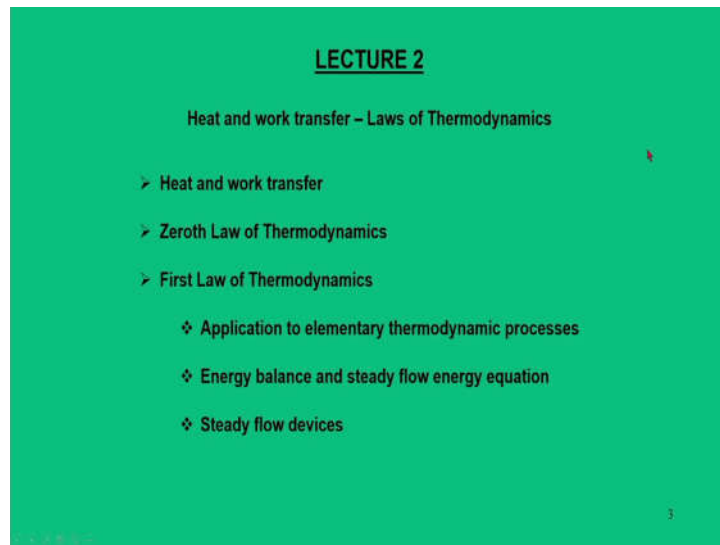 LECTURE 2
Heat and work transfer – Laws of Thermodynamics
➢ Heat and work transfer
➢ Zeroth Law of Thermodynamics
➢ First Law of Thermodynamics
❖ Application to elementary thermodynamic processes
❖ Energy balance and steady flow energy equation
❖ Steady flow devices
3